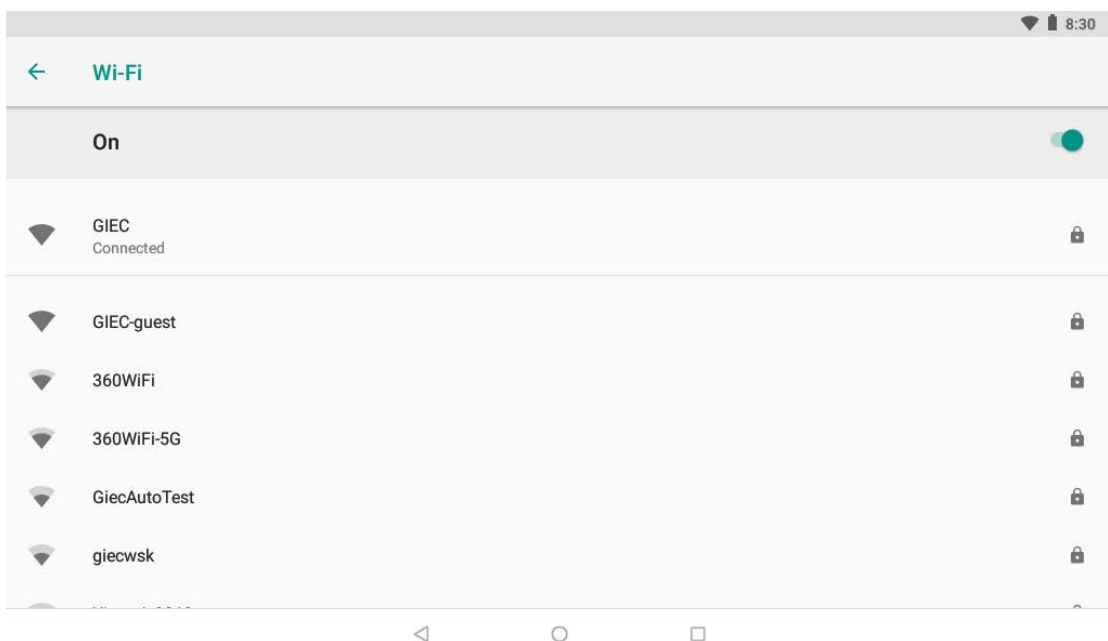 8:30
Wi-Fi
On
GIEC
Connected
GIEC-guest
360WiFi
360WiFi-5G
GiecAutoTest
giecwsk